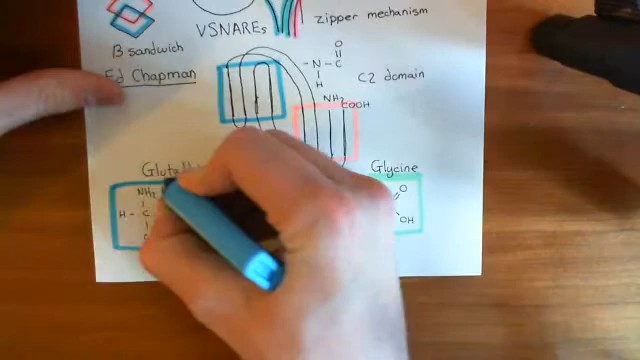 VSNAREs
zipper mechanism
B sandwich
Ed Chapman
O
- N - C
H
C2 domain
NH2
COOH
Glycine
NH2
H - C
O
OH